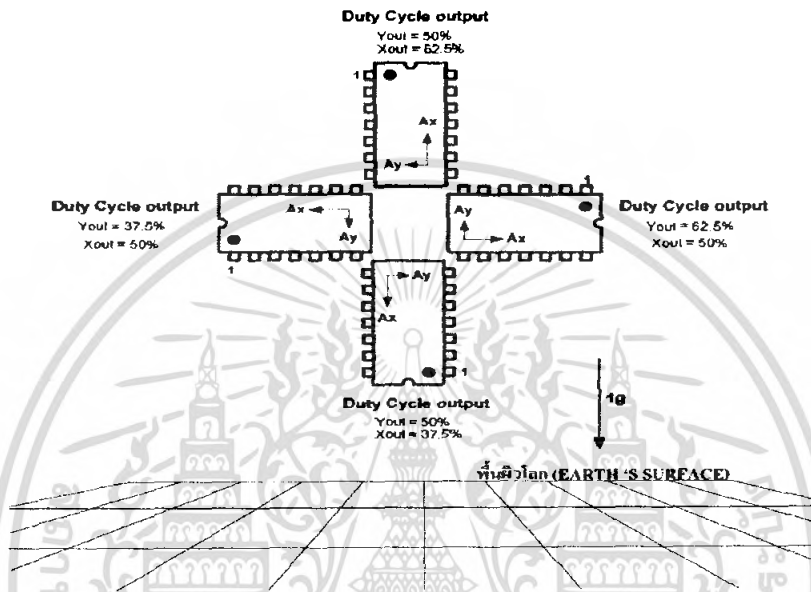 Duty Cycle output
Yout = 50%
Xout = 62.5%
1
Ax
Ay
1
Duty Cycle output
Yout = 37.5%
Xout = 50%
Ax
Ay
1
Ay
Ax
Duty Cycle output
Yout = 62.5%
Xout = 50%
Ay
Ax
1
Duty Cycle output
Yout = 50%
Xout = 37.5%
1g
พื้นผิวโลก (EARTH 'S SURFACE)